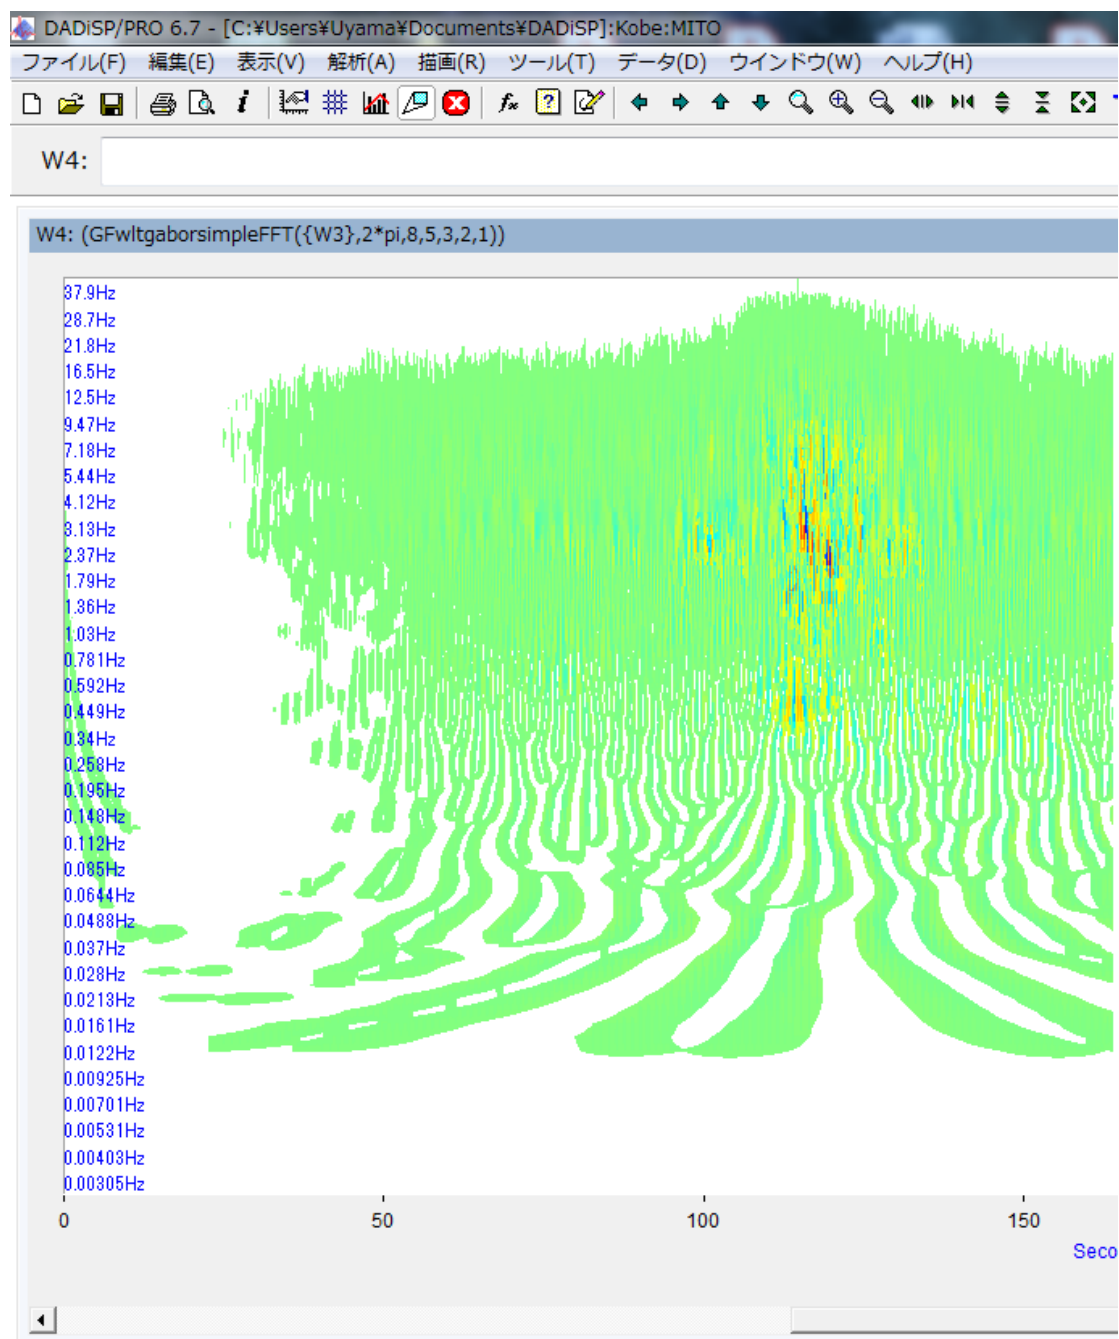 DADiSP/PRO 6.7 - [C:¥Users¥Uyama¥Documents¥DADiSP]:Kobe:MITO
ファイル(F) 編集(E) 表示(V) 解析(A) 描画(R) ツール(T) データ(D) ウインドウ(W) ヘルプ(H)
W4:
W4: (GFwltgaborsimpleFFT({W3},2*pi,8,5,3,2,1))
37.9Hz
28.7Hz
21.8Hz
16.5Hz
12.5Hz
9.47Hz
7.18Hz
5.44Hz
4.12Hz
3.13Hz
2.37Hz
1.79Hz
1.36Hz
1.03Hz
0.781Hz
0.592Hz
0.449Hz
0.34Hz
0.258Hz
0.195Hz
0.148Hz
0.112Hz
0.085Hz
0.0644Hz
0.0488Hz
0.037Hz
0.028Hz
0.0213Hz
0.0161Hz
0.0122Hz
0.00925Hz
0.00701Hz
0.00531Hz
0.00403Hz
0.00305Hz
0 50 100 150
Seco